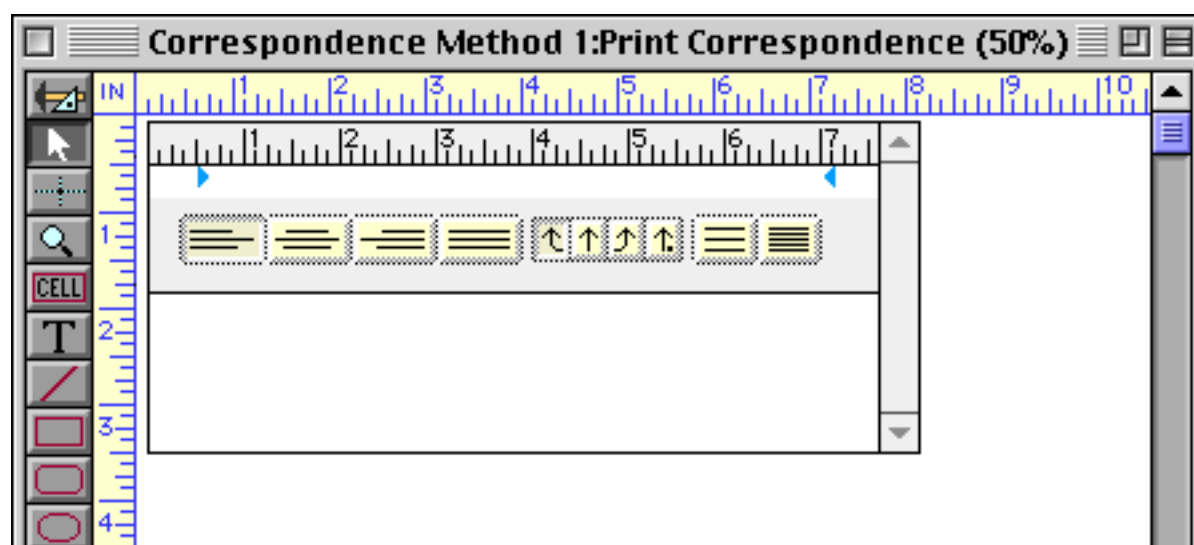 Correspondence Method 1:Print Correspondence (50%)
IN 1 2 3 4 5 6 7 8 9 10
1 2 3 4 5 6 7
1
CELL
2
T
3
4